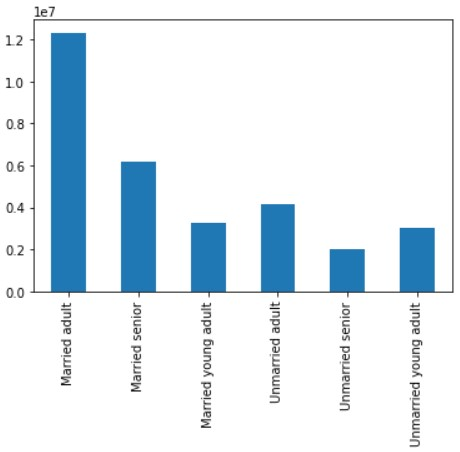 1e7
1.2
1.0
0.8
0.6
0.4
0.2
0.0
Married adult
Married senior
Married young adult
Unmarried adult
Unmarried senior
Unmarried young adult